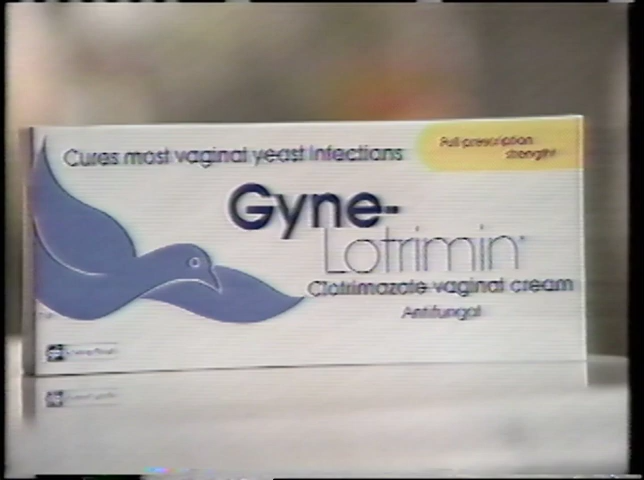 Cures most vaginal yeast infections
Full prescription
strength!
Gyne-
Lotrimin
Clotrimazole vaginal cream
Antifungal